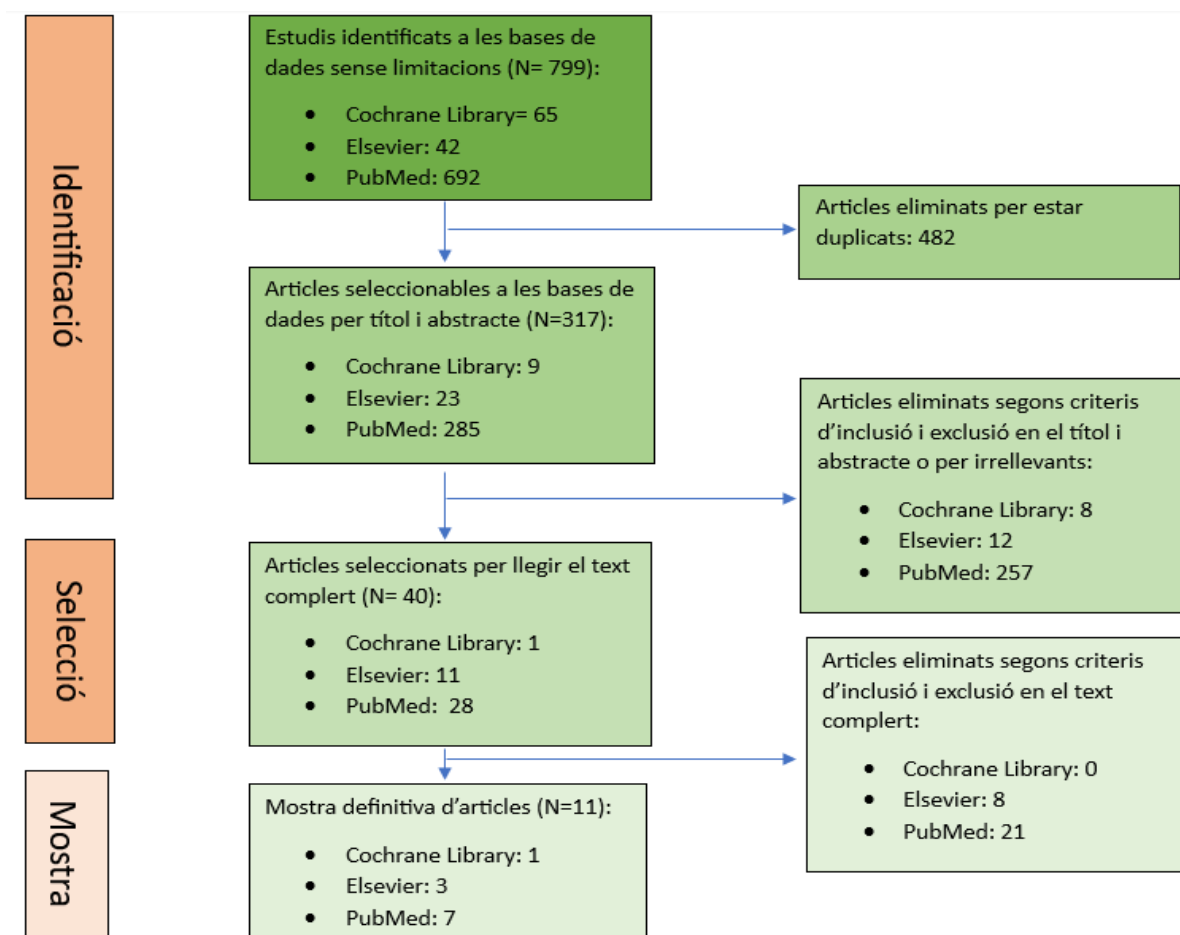 Identificació
Estudis identificats a les bases de
dades sense limitacions (N= 799):
• Cochrane Library= 65
• Elsevier: 42
• PubMed: 692
Articles eliminats per estar
duplicats: 482
Articles seleccionables a les bases de
dades per títol i abstracte (N=317):
• Cochrane Library: 9
• Elsevier: 23
• PubMed: 285
Articles eliminats segons criteris
d’inclusió i exclusió en el títol i
abstracte o per irrellevants:
• Cochrane Library: 8
• Elsevier: 12
• PubMed: 257
Selecció
Articles seleccionats per llegir el text
complert (N= 40):
• Cochrane Library: 1
• Elsevier: 11
• PubMed: 28
Articles eliminats segons criteris
d’inclusió i exclusió en el text
complert:
• Cochrane Library: 0
• Elsevier: 8
• PubMed: 21
Mostra
Mostra definitiva d’articles (N=11):
• Cochrane Library: 1
• Elsevier: 3
• PubMed: 7